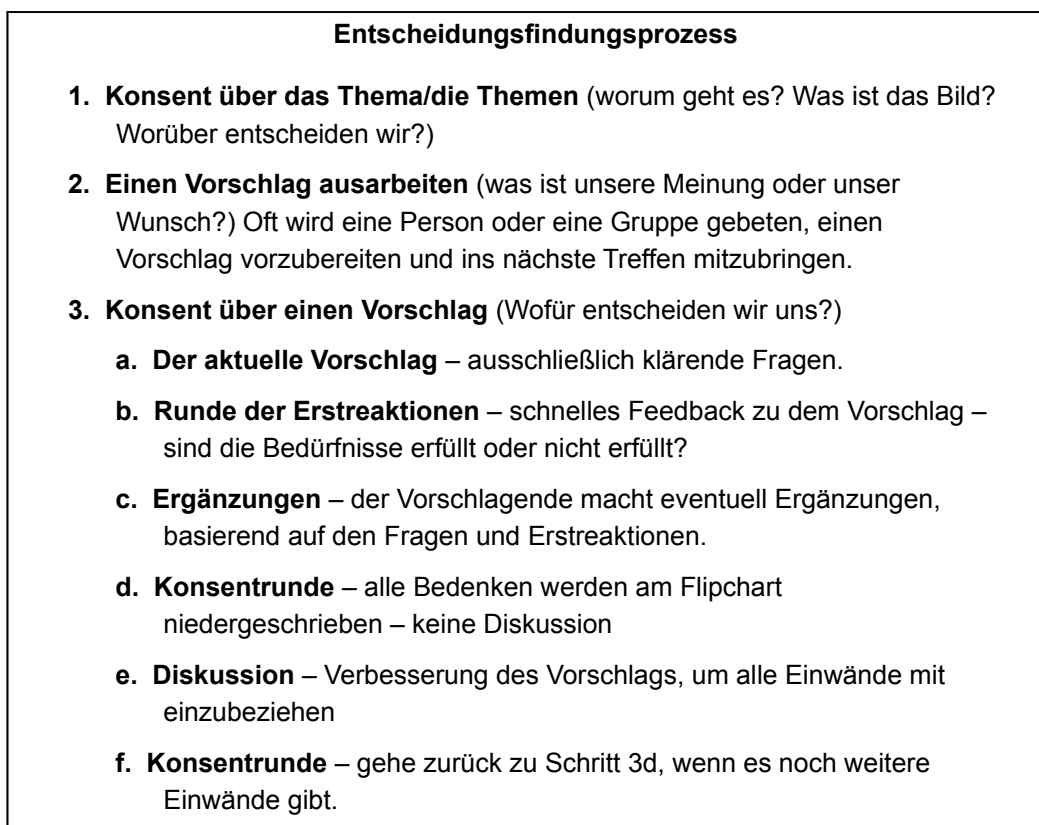 Entscheidungsfindungsprozess
1. Konsent über das Thema/die Themen (worum geht es? Was ist das Bild?
Worüber entscheiden wir?)
2. Einen Vorschlag ausarbeiten (was ist unsere Meinung oder unser
Wunsch?) Oft wird eine Person oder eine Gruppe gebeten, einen
Vorschlag vorzubereiten und ins nächste Treffen mitzubringen.
3. Konsent über einen Vorschlag (Wofür entscheiden wir uns?)
a. Der aktuelle Vorschlag – ausschließlich klärende Fragen.
b. Runde der Erstreaktionen – schnelles Feedback zu dem Vorschlag –
sind die Bedürfnisse erfüllt oder nicht erfüllt?
c. Ergänzungen – der Vorschlagende macht eventuell Ergänzungen,
basierend auf den Fragen und Erstreaktionen.
d. Konsentrunde – alle Bedenken werden am Flipchart
niedergeschrieben – keine Diskussion
e. Diskussion – Verbesserung des Vorschlags, um alle Einwände mit
einzubeziehen
f. Konsentrunde – gehe zurück zu Schritt 3d, wenn es noch weitere
Einwände gibt.